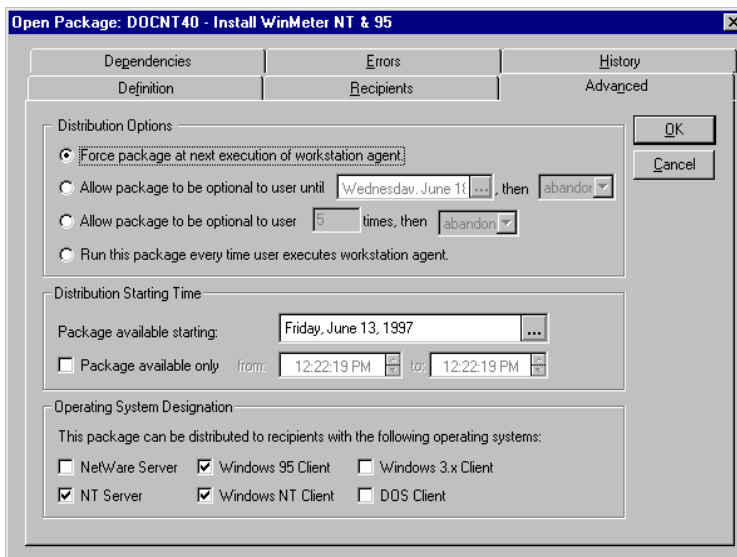 Open Package: DOCNT40 - Install WinMeter NT & 95
Dependencies Errors History
Definition Recipients Advanced
Distribution Options
OK
Force package at next execution of workstation agent.
Cancel
Allow package to be optional to user until Wednesday, June 18 ... , then abandon
Allow package to be optional to user 5 times, then abandon
Run this package every time user executes workstation agent.
Distribution Starting Time
Package available starting: Friday, June 13, 1997 ...
Package available only from: 12:22:19 PM to: 12:22:19 PM
Operating System Designation
This package can be distributed to recipients with the following operating systems:
NetWare Server Windows 95 Client Windows 3.x Client
NT Server Windows NT Client DOS Client